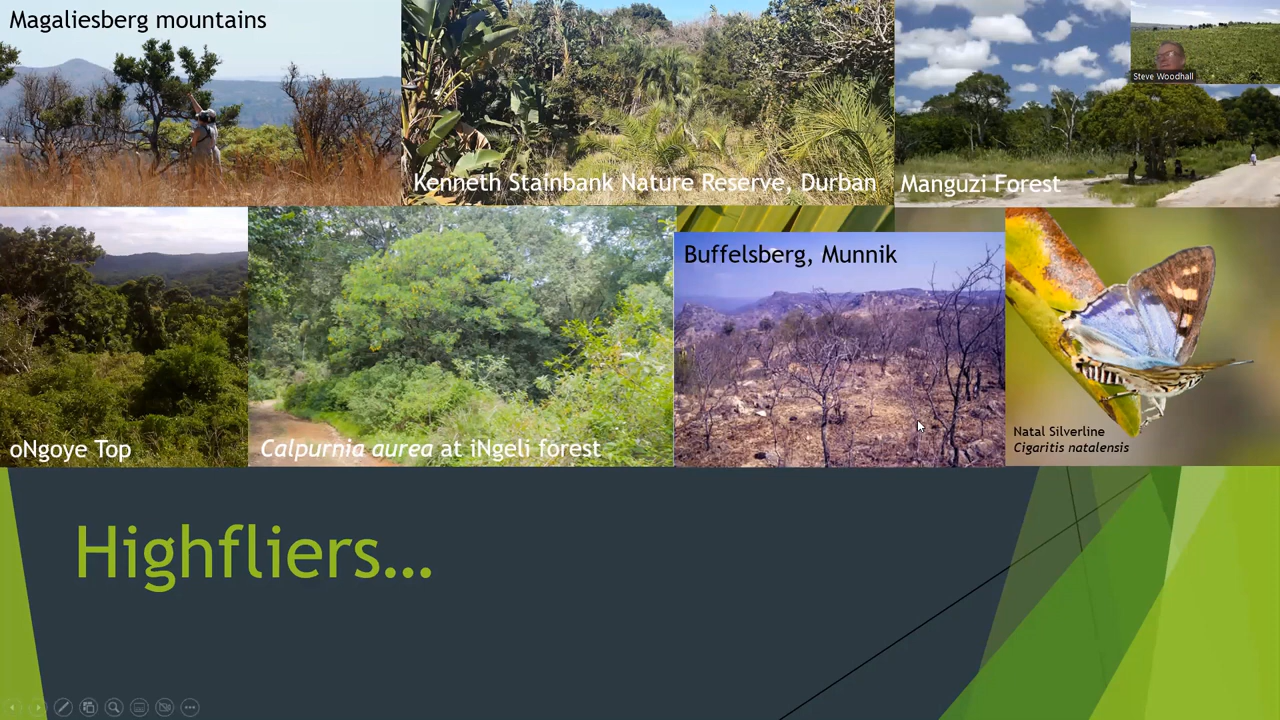 Magaliesberg mountains
Kenneth Stainbank Nature Reserve, Durban
Manguzi Forest
Steve Woodhall
oNgoye Top
Calpurnia aurea at iNgeli forest
Buffelsberg, Munnik
Natal Silverline
Cigaritis natalensis
Highfliers...